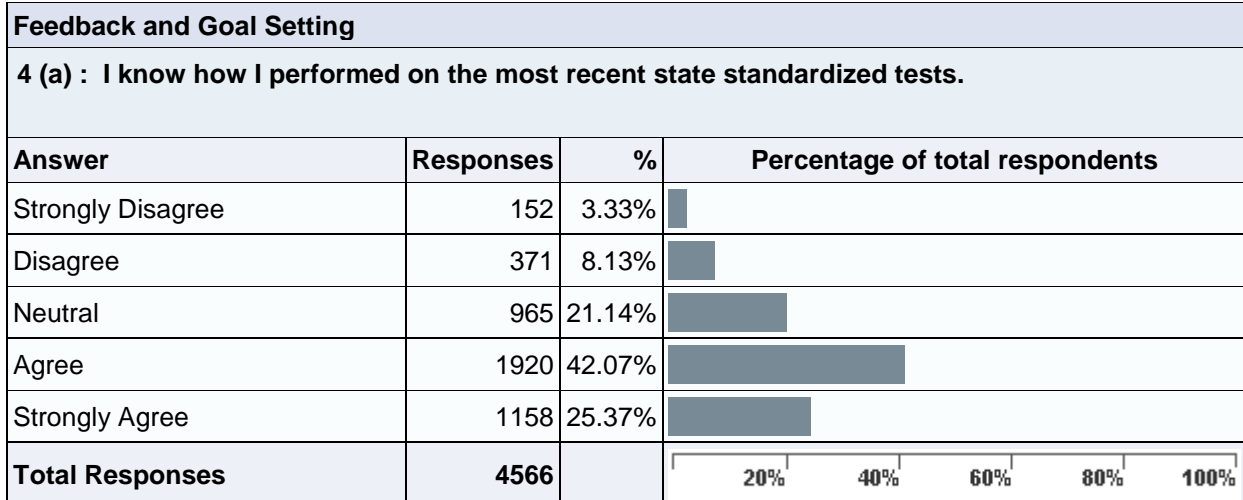 Feedback and Goal Setting
4 (a) : I know how I performed on the most recent state standardized tests.
Answer Responses % Percentage of total respondents
Strongly Disagree 152 3.33%
Disagree 371 8.13%
Neutral 965 21.14%
Agree 1920 42.07%
Strongly Agree 1158 25.37%
Total Responses 4566 20% 40% 60% 80% 100%